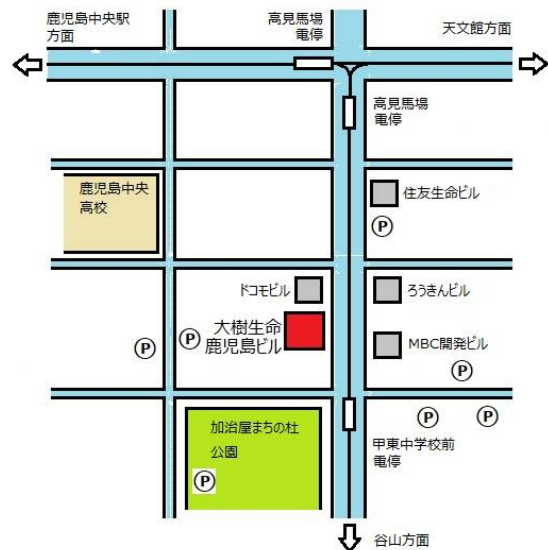 鹿児島中央駅
方面
高見馬場
電停
天文館方面
高見馬場
電停
鹿児島中央
高校
住友生命ビル
P
ドコモビル
ろうきんビル
大樹生命
鹿児島ビル
P
P
MBC開発ビル
P
加治屋まちの杜
公園
P
P
P
甲東中学校前
電停
谷山方面